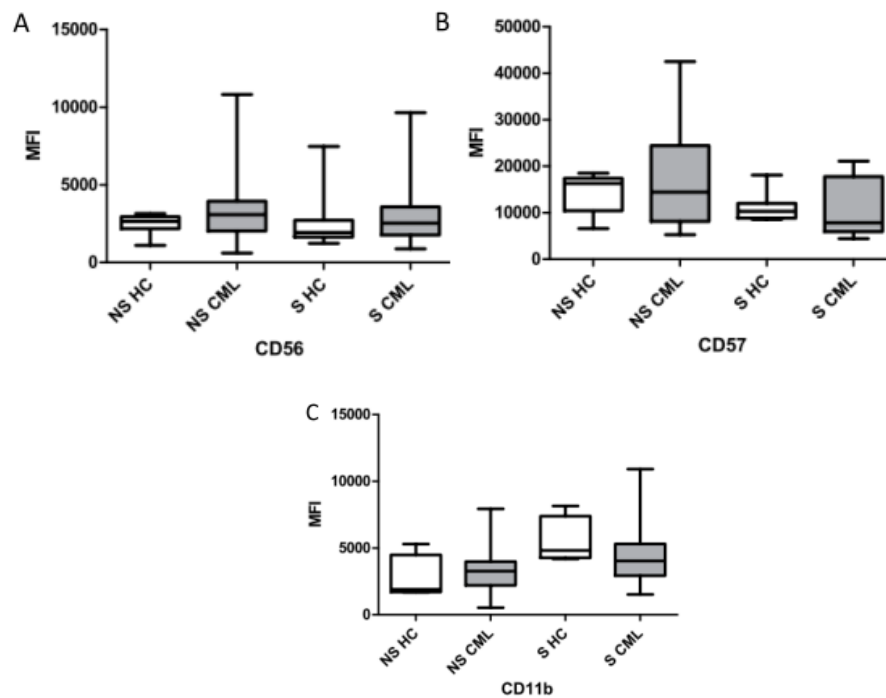 A
15000
10000
5000
0
MFI
NS HC
NS CML
S HC
S CML
CD56
B
50000
40000
30000
20000
10000
0
MFI
NS HC
NS CML
S HC
S CML
CD57
C
15000
10000
5000
0
MFI
NS HC
NS CML
S HC
S CML
CD11b